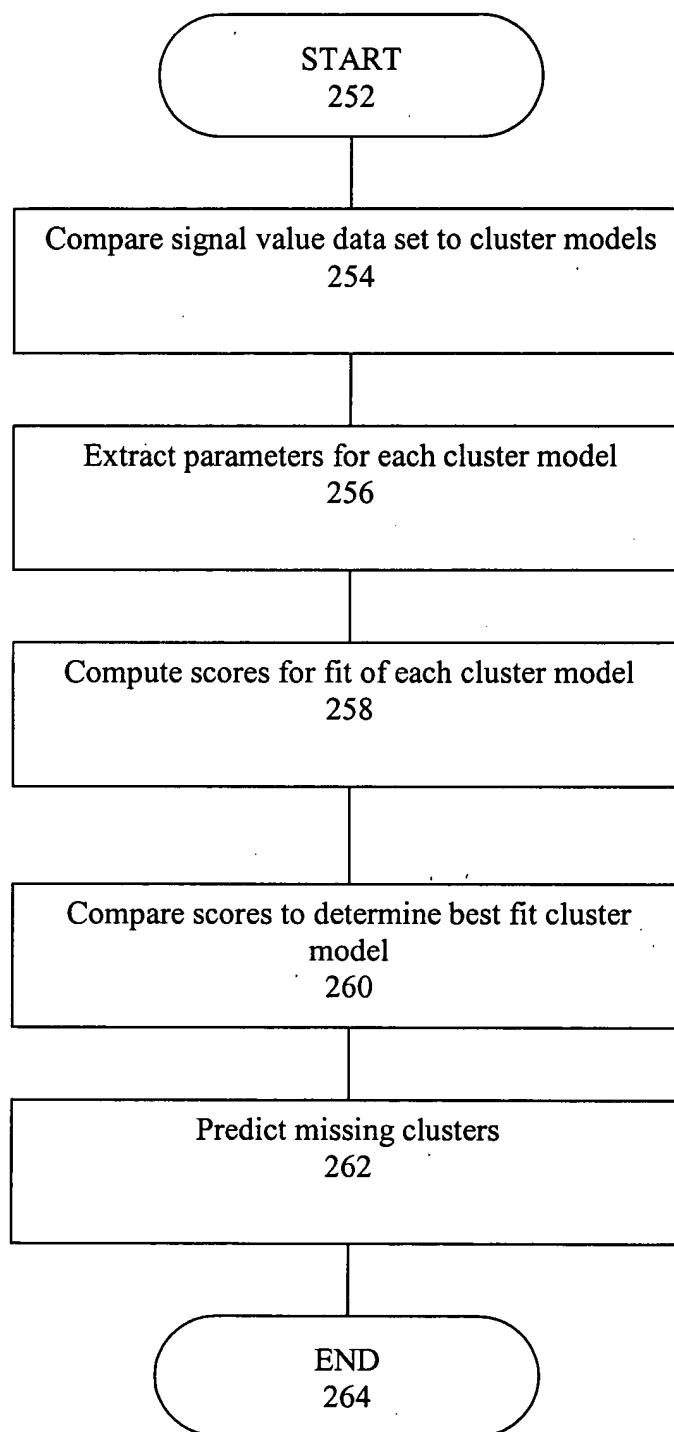 START
252
Compare signal value data set to cluster models
254
Extract parameters for each cluster model
256
Compute scores for fit of each cluster model
258
Compare scores to determine best fit cluster
model
260
Predict missing clusters
262
END
264